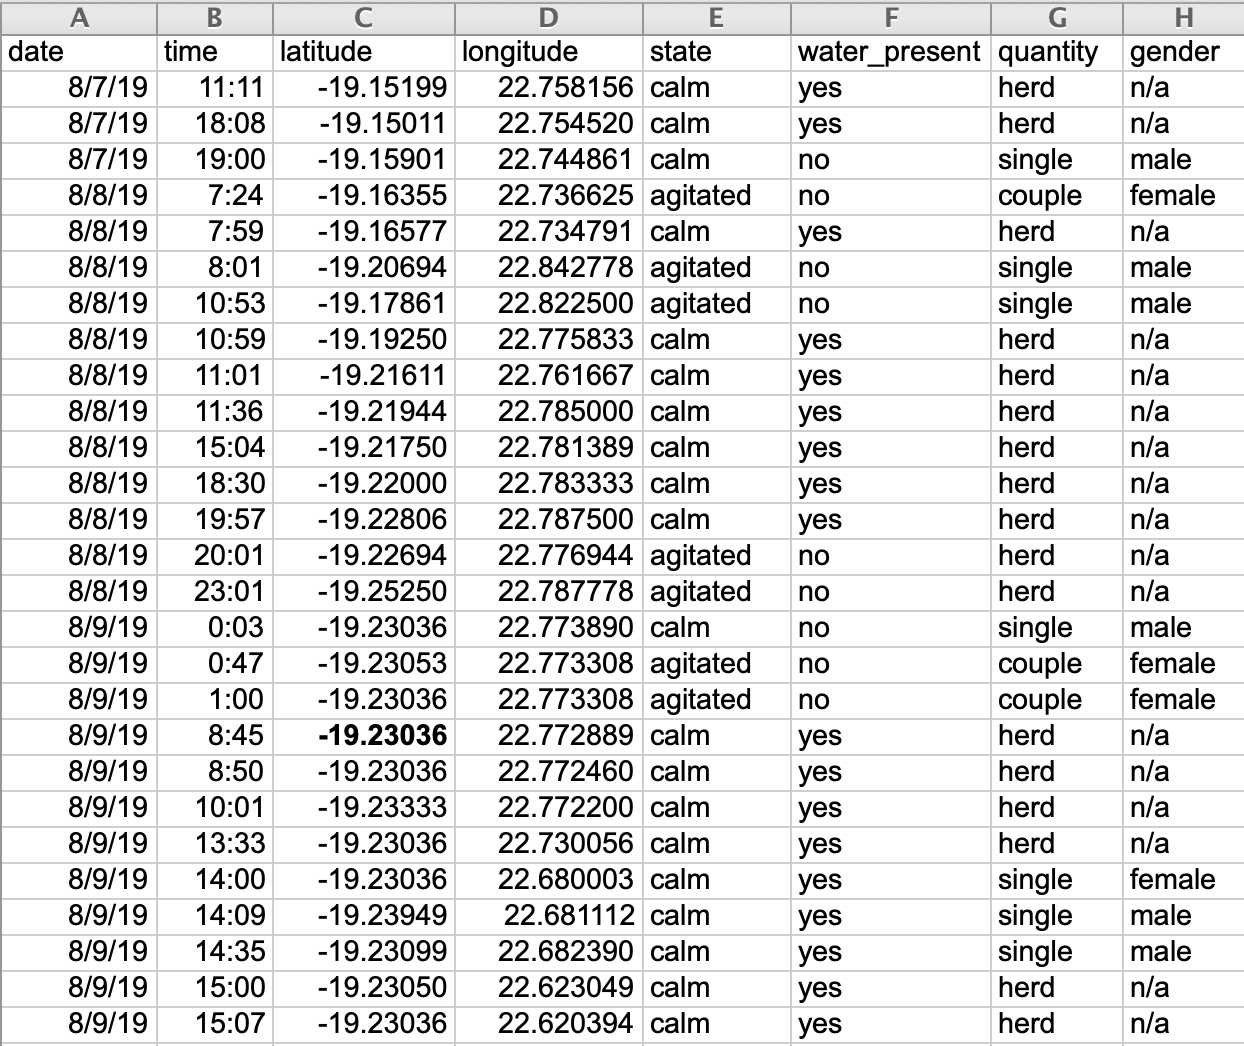 A B C D E F G H
date time latitude longitude state water_present quantity gender
8/7/19 11:11 -19.15199 22.758156 calm yes herd n/a
8/7/19 18:08 -19.15011 22.754520 calm yes herd n/a
8/7/19 19:00 -19.15901 22.744861 calm no single male
8/8/19 7:24 -19.16355 22.736625 agitated no couple female
8/8/19 7:59 -19.16577 22.734791 calm yes herd n/a
8/8/19 8:01 -19.20694 22.842778 agitated no single male
8/8/19 10:53 -19.17861 22.822500 agitated no single male
8/8/19 10:59 -19.19250 22.775833 calm yes herd n/a
8/8/19 11:01 -19.21611 22.761667 calm yes herd n/a
8/8/19 11:36 -19.21944 22.785000 calm yes herd n/a
8/8/19 15:04 -19.21750 22.781389 calm yes herd n/a
8/8/19 18:30 -19.22000 22.783333 calm yes herd n/a
8/8/19 19:57 -19.22806 22.787500 calm yes herd n/a
8/8/19 20:01 -19.22694 22.776944 agitated no herd n/a
8/8/19 23:01 -19.25250 22.787778 agitated no herd n/a
8/9/19 0:03 -19.23036 22.773890 calm no single male
8/9/19 0:47 -19.23053 22.773308 agitated no couple female
8/9/19 1:00 -19.23036 22.773308 agitated no couple female
8/9/19 8:45 -19.23036 22.772889 calm yes herd n/a
8/9/19 8:50 -19.23036 22.772460 calm yes herd n/a
8/9/19 10:01 -19.23333 22.772200 calm yes herd n/a
8/9/19 13:33 -19.23036 22.730056 calm yes herd n/a
8/9/19 14:00 -19.23036 22.680003 calm yes single female
8/9/19 14:09 -19.23949 22.681112 calm yes single male
8/9/19 14:35 -19.23099 22.682390 calm yes single male
8/9/19 15:00 -19.23050 22.623049 calm yes herd n/a
8/9/19 15:07 -19.23036 22.620394 calm yes herd n/a